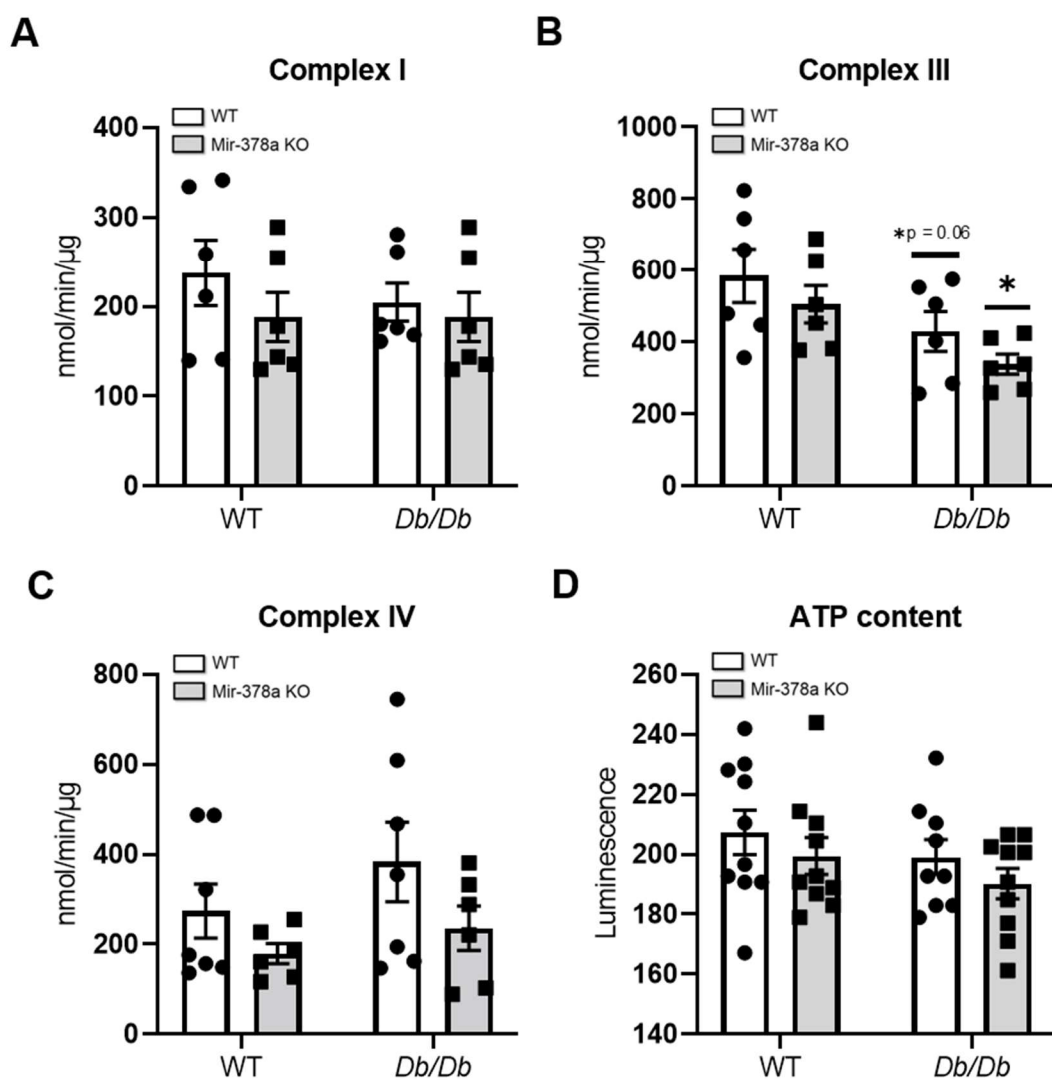 A
Complex I
WT
Mir-378a KO
400
300
200
100
0
nmol/min/µg
WT
Db/Db
B
Complex III
WT
Mir-378a KO
1000
800
600
400
200
0
nmol/min/µg
*p = 0.06
*
WT
Db/Db
C
Complex IV
WT
Mir-378a KO
800
600
400
200
0
nmol/min/µg
WT
Db/Db
D
ATP content
WT
Mir-378a KO
260
240
220
200
180
160
140
Luminescence
WT
Db/Db